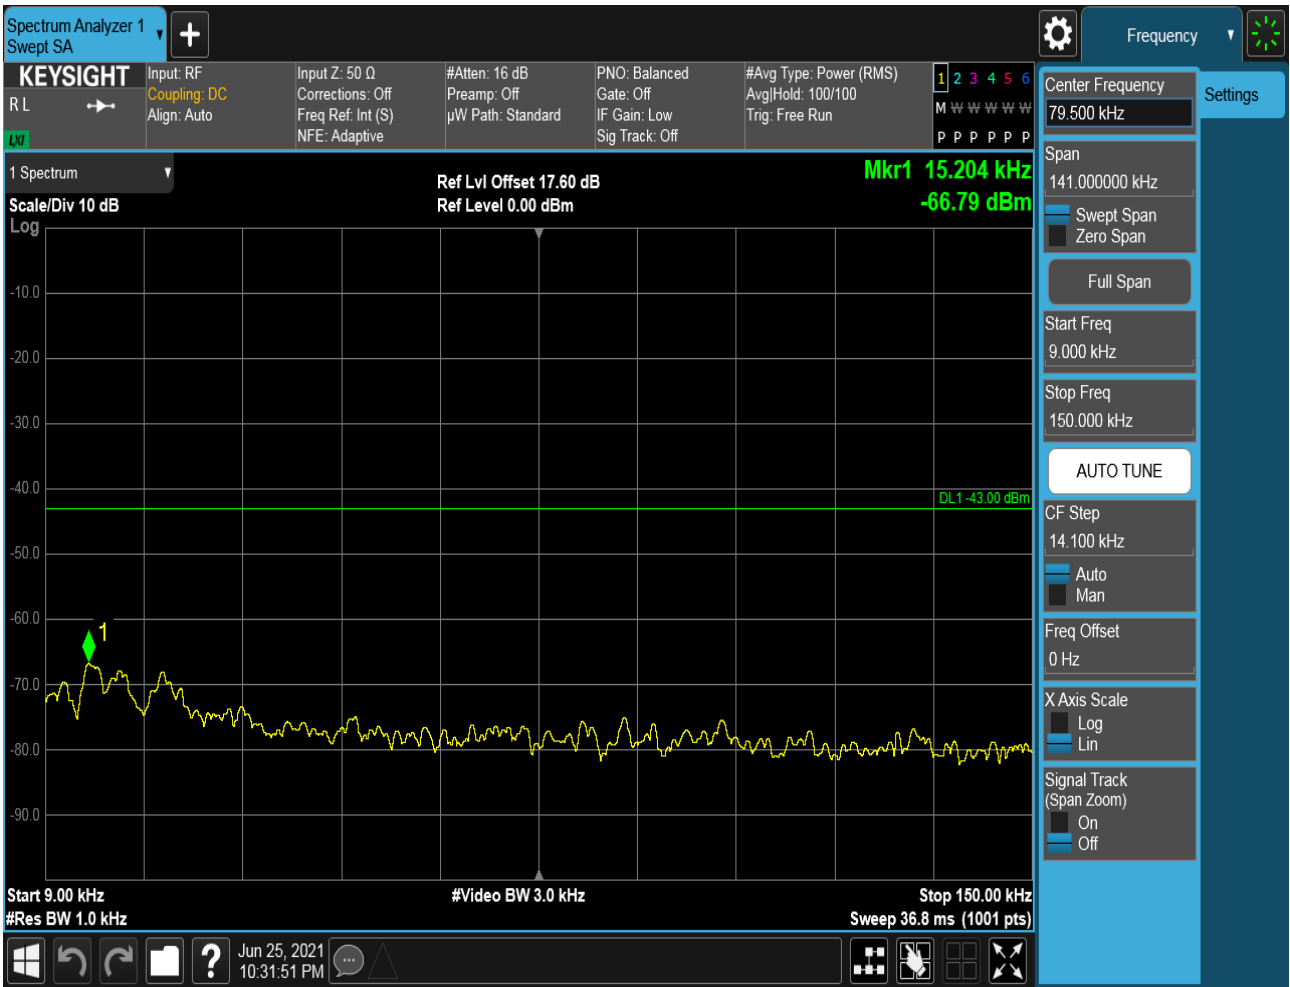 Spectrum Analyzer 1
Swept SA
Frequency
KEYSIGHT
R L
LXI
Input: RF
Coupling: DC
Align: Auto
Input Z: 50 Ω
Corrections: Off
Freq Ref: Int (S)
NFE: Adaptive
#Atten: 16 dB
Preamp: Off
µW Path: Standard
PNO: Balanced
Gate: Off
IF Gain: Low
Sig Track: Off
#Avg Type: Power (RMS)
Avg|Hold: 100/100
Trig: Free Run
1 2 3 4 5 6
M W W W W W
P P P P P P
Center Frequency
79.500 kHz
Settings
Span
141.000000 kHz
Swept Span
Zero Span
Full Span
Start Freq
9.000 kHz
Stop Freq
150.000 kHz
AUTO TUNE
CF Step
14.100 kHz
Auto
Man
Freq Offset
0 Hz
X Axis Scale
Log
Lin
Signal Track
(Span Zoom)
On
Off
1 Spectrum
Scale/Div 10 dB
Log
Ref Lvl Offset 17.60 dB
Ref Level 0.00 dBm
Mkr1 15.204 kHz
-66.79 dBm
-10.0
-20.0
-30.0
-40.0
DL1 -43.00 dBm
-50.0
-60.0
1
-70.0
-80.0
-90.0
Start 9.00 kHz
#Video BW 3.0 kHz
Stop 150.00 kHz
#Res BW 1.0 kHz
Sweep 36.8 ms (1001 pts)
?
Jun 25, 2021
10:31:51 PM